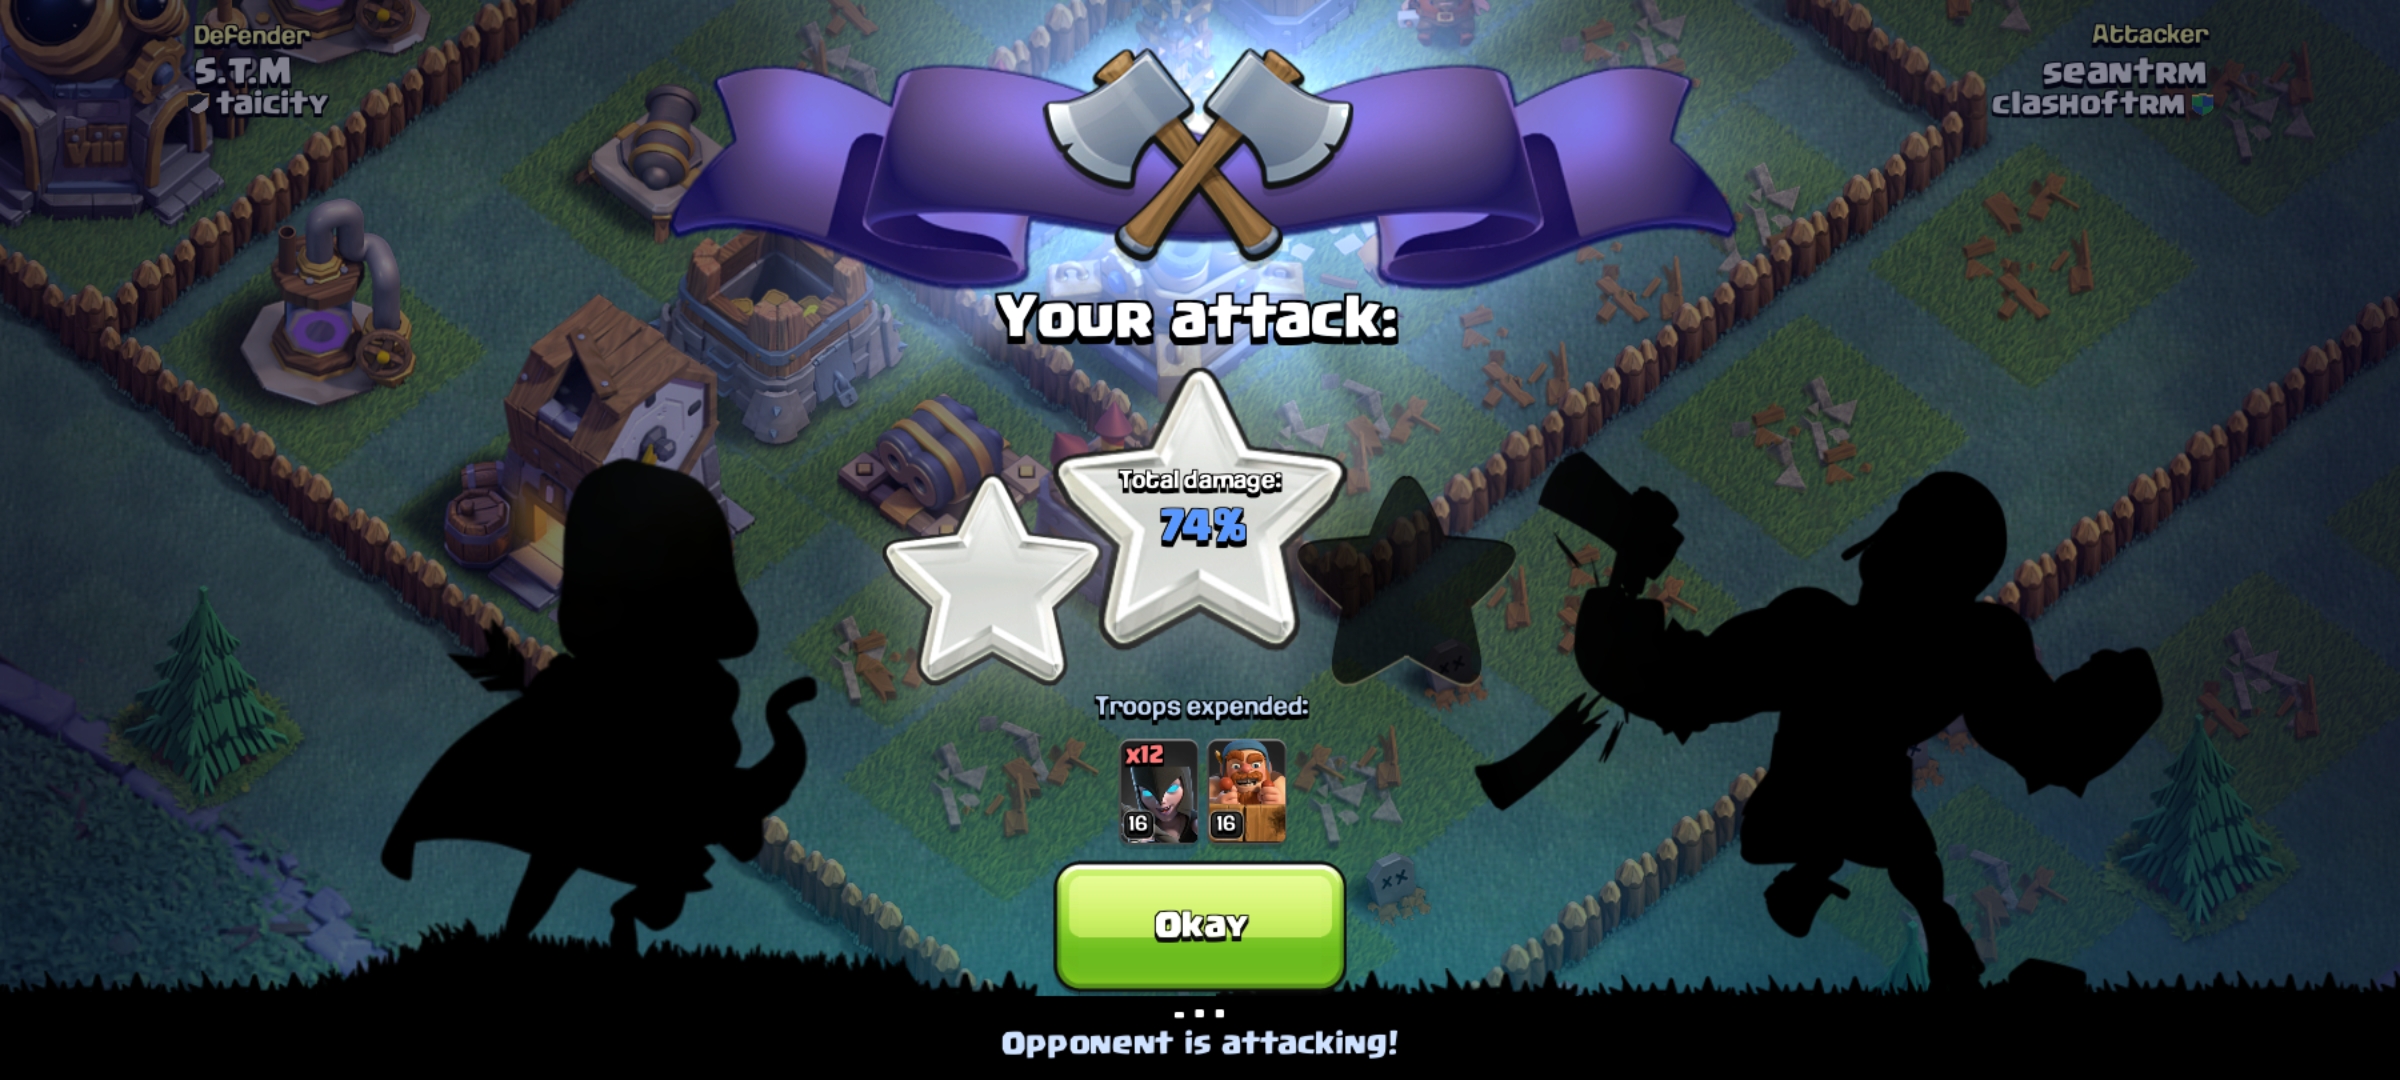 Defender
S.T.M
taicity
Attacker
seantRM
clashoftRM
VIII
Your attack:
Total damage:
74%
Troops expended:
x12
16
16
Okay
Opponent is attacking!